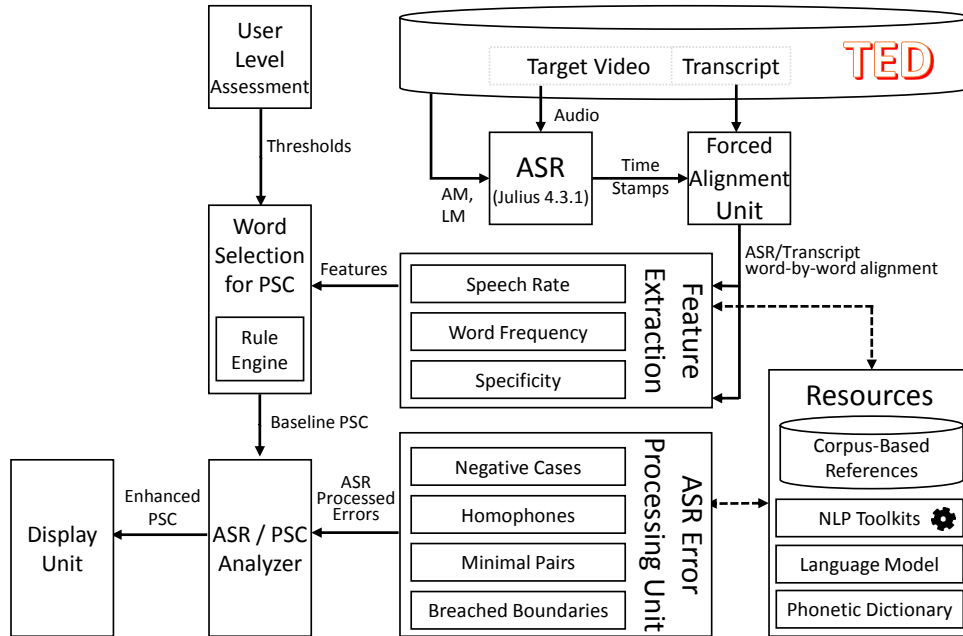 User
Level
Assessment
TED
Target Video
Transcript
Audio
Thresholds
ASR
(Julius 4.3.1)
Time
Stamps
Forced
Alignment
Unit
AM,
LM
Word
Selection
for PSC
Rule
Engine
Features
Speech Rate
Word Frequency
Specificity
Feature
Extraction
ASR/Transcript
word-by-word alignment
Resources
Corpus-Based
References
NLP Toolkits
Language Model
Phonetic Dictionary
Baseline PSC
Negative Cases
Homophones
Minimal Pairs
Breached Boundaries
ASR Error
Processing Unit
ASR
Processed
Errors
ASR / PSC
Analyzer
Enhanced
PSC
Display
Unit